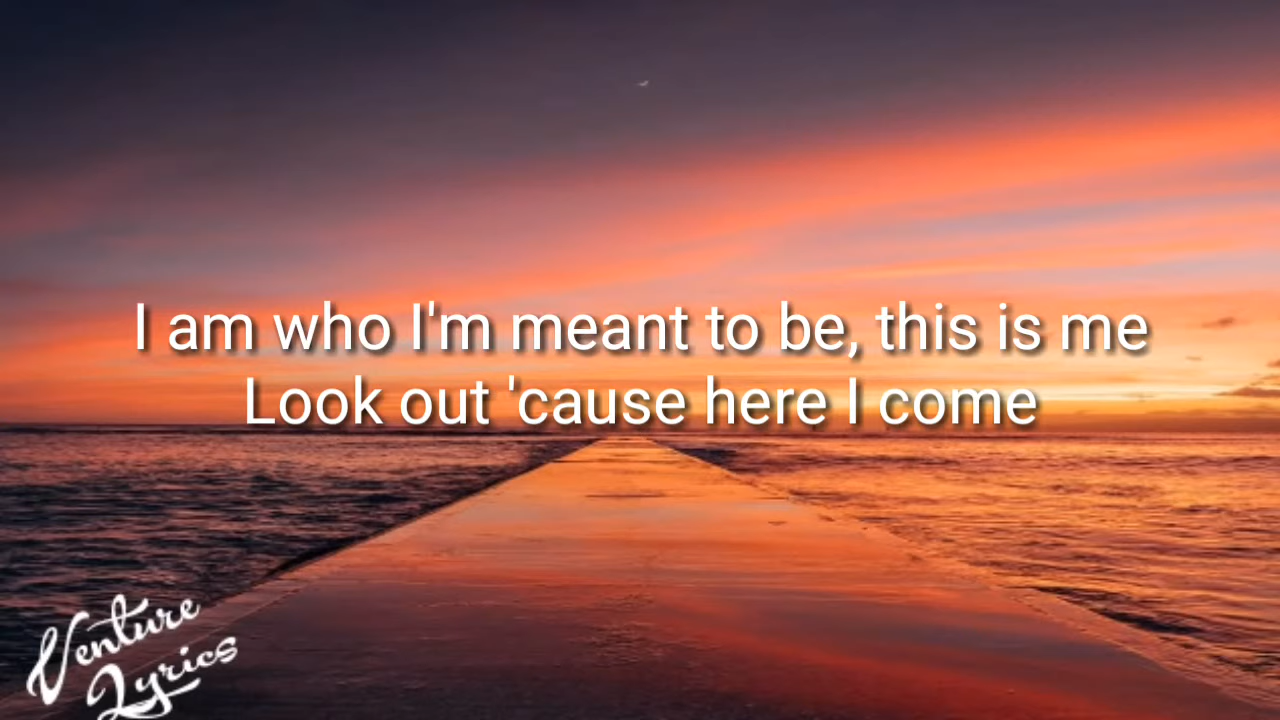 I am who I'm meant to be, this is me
Look out 'cause here I come
Venture
Lyrics